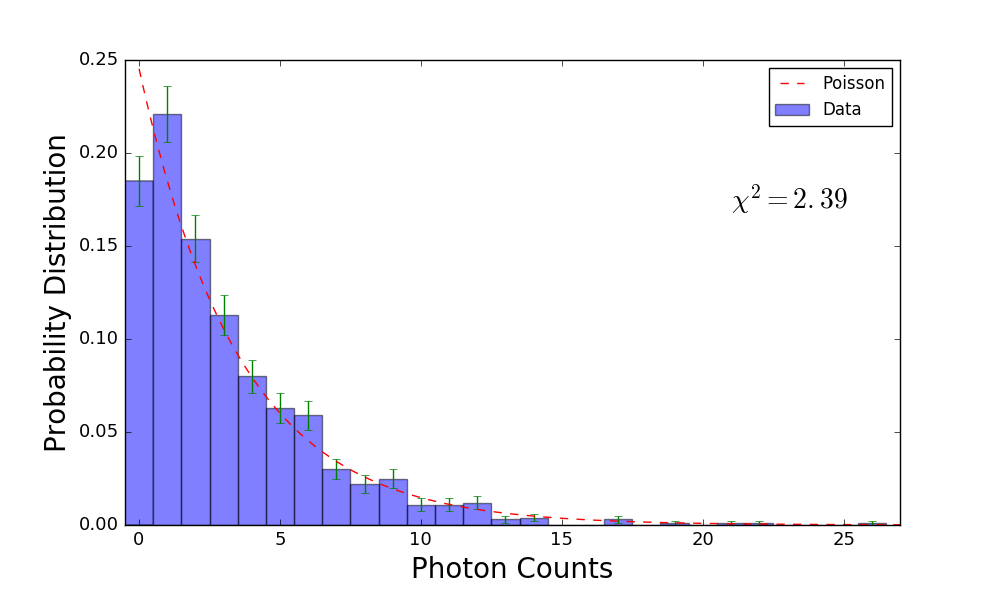 0.25
0.20
0.15
0.10
0.05
0.00
Probability Distribution
0 5 10 15 20 25
Photon Counts
Poisson
Data
χ² = 2.39